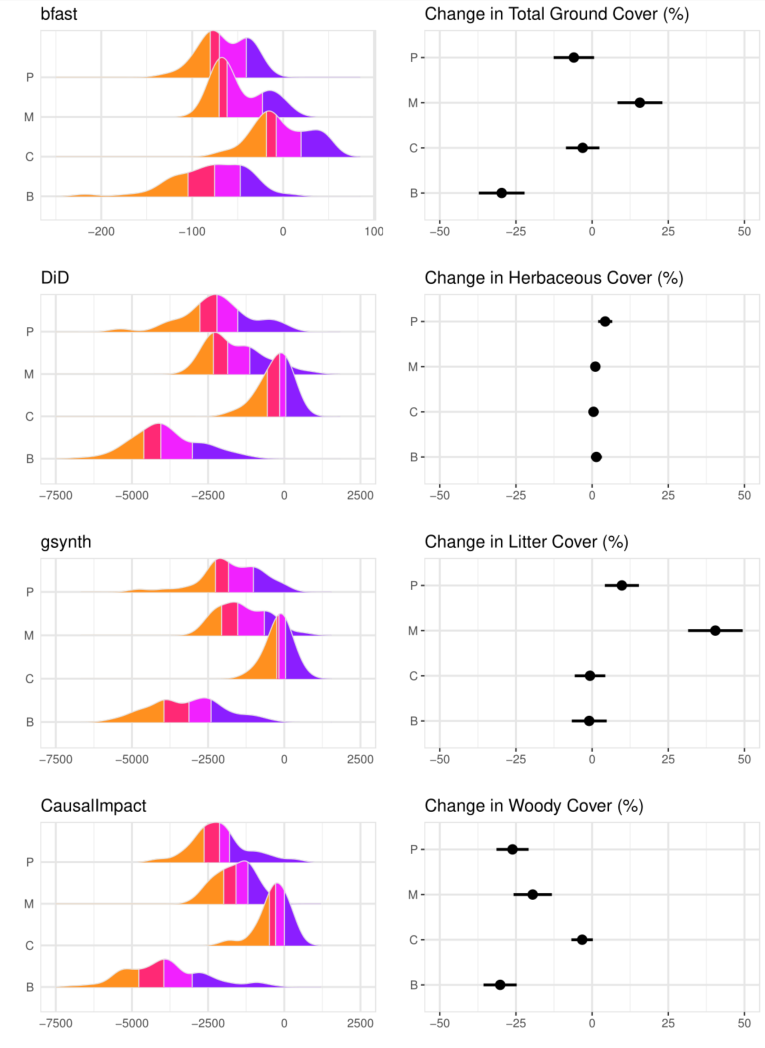 bfast
P
M
C
B
−200 −100 0 100
Change in Total Ground Cover (%)
P
M
C
B
−50 −25 0 25 50
DiD
P
M
C
B
−7500 −5000 −2500 0 2500
Change in Herbaceous Cover (%)
P
M
C
B
−50 −25 0 25 50
gsynth
P
M
C
B
−7500 −5000 −2500 0 2500
Change in Litter Cover (%)
P
M
C
B
−50 −25 0 25 50
CausalImpact
P
M
C
B
−7500 −5000 −2500 0 2500
Change in Woody Cover (%)
P
M
C
B
−50 −25 0 25 50